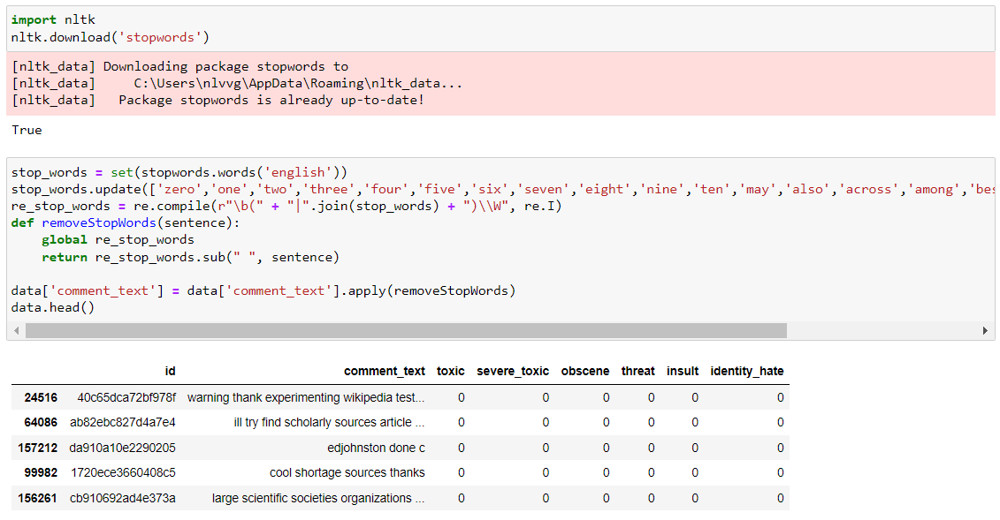 import nltk
nltk.download('stopwords')
[nltk_data] Downloading package stopwords to
[nltk_data]     C:\Users\nlvvg\AppData\Roaming\nltk_data...
[nltk_data]   Package stopwords is already up-to-date!
True
stop_words = set(stopwords.words('english'))
stop_words.update(['zero','one','two','three','four','five','six','seven','eight','nine','ten','may','also','across','among','bes
re_stop_words = re.compile(r"\b(" + "|".join(stop_words) + ")\\W", re.I)
def removeStopWords(sentence):
    global re_stop_words
    return re_stop_words.sub(" ", sentence)
data['comment_text'] = data['comment_text'].apply(removeStopWords)
data.head()
id comment_text toxic severe_toxic obscene threat insult identity_hate
24516 40c65dca72bf978f warning thank experimenting wikipedia test... 0 0 0 0 0 0
64086 ab82ebc827d4a7e4 ill try find scholarly sources article ... 0 0 0 0 0 0
157212 da910a10e2290205 edjohnston done c 0 0 0 0 0 0
99982 1720ece3660408c5 cool shortage sources thanks 0 0 0 0 0 0
156261 cb910692ad4e373a large scientific societies organizations ... 0 0 0 0 0 0